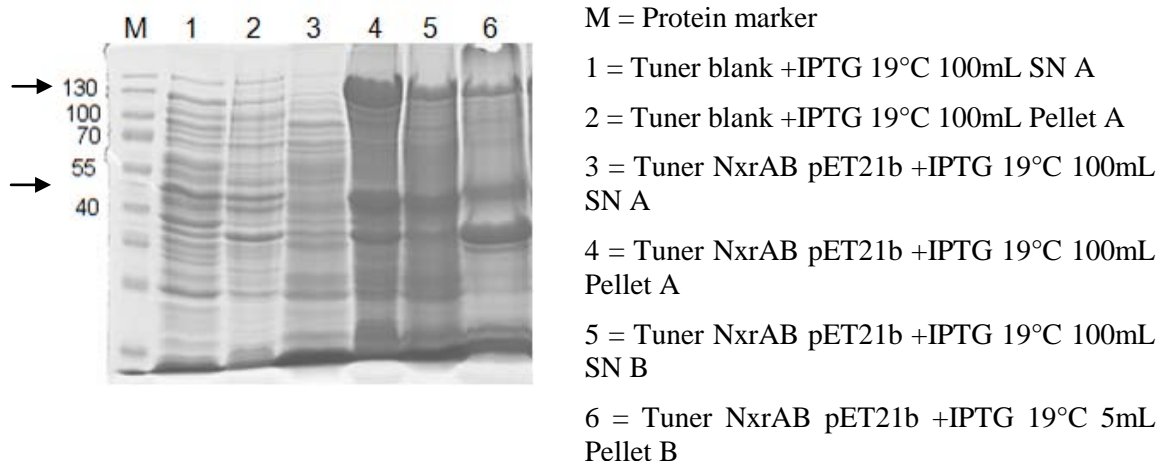 M 1 2 3 4 5 6
130
100
70
55
40
M = Protein marker
1 = Tuner blank +IPTG 19°C 100mL SN A
2 = Tuner blank +IPTG 19°C 100mL Pellet A
3 = Tuner NxrAB pET21b +IPTG 19°C 100mL
SN A
4 = Tuner NxrAB pET21b +IPTG 19°C 100mL
Pellet A
5 = Tuner NxrAB pET21b +IPTG 19°C 100mL
SN B
6 = Tuner NxrAB pET21b +IPTG 19°C 5mL
Pellet B